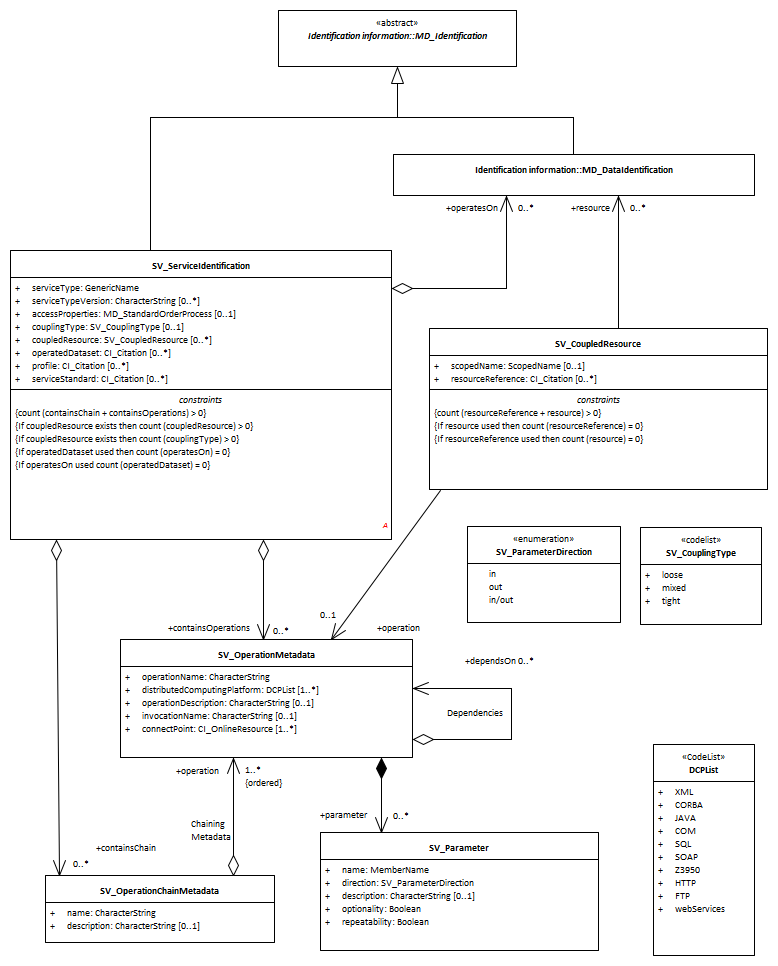 «abstract»
Identification information::MD_Identification
Identification information::MD_DataIdentification
+operatesOn 0..*
+resource 0..*
SV_ServiceIdentification
+ serviceType: GenericName
+ serviceTypeVersion: CharacterString [0..*]
+ accessProperties: MD_StandardOrderProcess [0..1]
+ couplingType: SV_CouplingType [0..1]
+ coupledResource: SV_CoupledResource [0..*]
+ operatedDataset: CI_Citation [0..*]
+ profile: CI_Citation [0..*]
+ serviceStandard: CI_Citation [0..*]
constraints
{count (containsChain + containsOperations) > 0}
{If coupledResource exists then count (coupledResource) > 0}
{If coupledResource exists then count (couplingType) > 0}
{If operatedDataset used then count (operatesOn) = 0}
{If operatesOn used count (operatedDataset) = 0}
A
SV_CoupledResource
+ scopedName: ScopedName [0..1]
+ resourceReference: CI_Citation [0..*]
constraints
{count (resourceReference + resource) > 0}
{If resource used then count (resourceReference) = 0}
{If resourceReference used then count (resource) = 0}
«enumeration»
SV_ParameterDirection
in
out
in/out
«codelist»
SV_CouplingType
+ loose
+ mixed
+ tight
+containsOperations 0..*
0..1
+operation
SV_OperationMetadata
+ operationName: CharacterString
+ distributedComputingPlatform: DCPList [1..*]
+ operationDescription: CharacterString [0..1]
+ invocationName: CharacterString [0..1]
+ connectPoint: CI_OnlineResource [1..*]
+dependsOn 0..*
Dependencies
+operation 1..*
{ordered}
Chaining
Metadata
+parameter 0..*
+containsChain
0..*
SV_OperationChainMetadata
+ name: CharacterString
+ description: CharacterString [0..1]
SV_Parameter
+ name: MemberName
+ direction: SV_ParameterDirection
+ description: CharacterString [0..1]
+ optionality: Boolean
+ repeatability: Boolean
«CodeList»
DCPList
+ XML
+ CORBA
+ JAVA
+ COM
+ SQL
+ SOAP
+ Z3950
+ HTTP
+ FTP
+ webServices